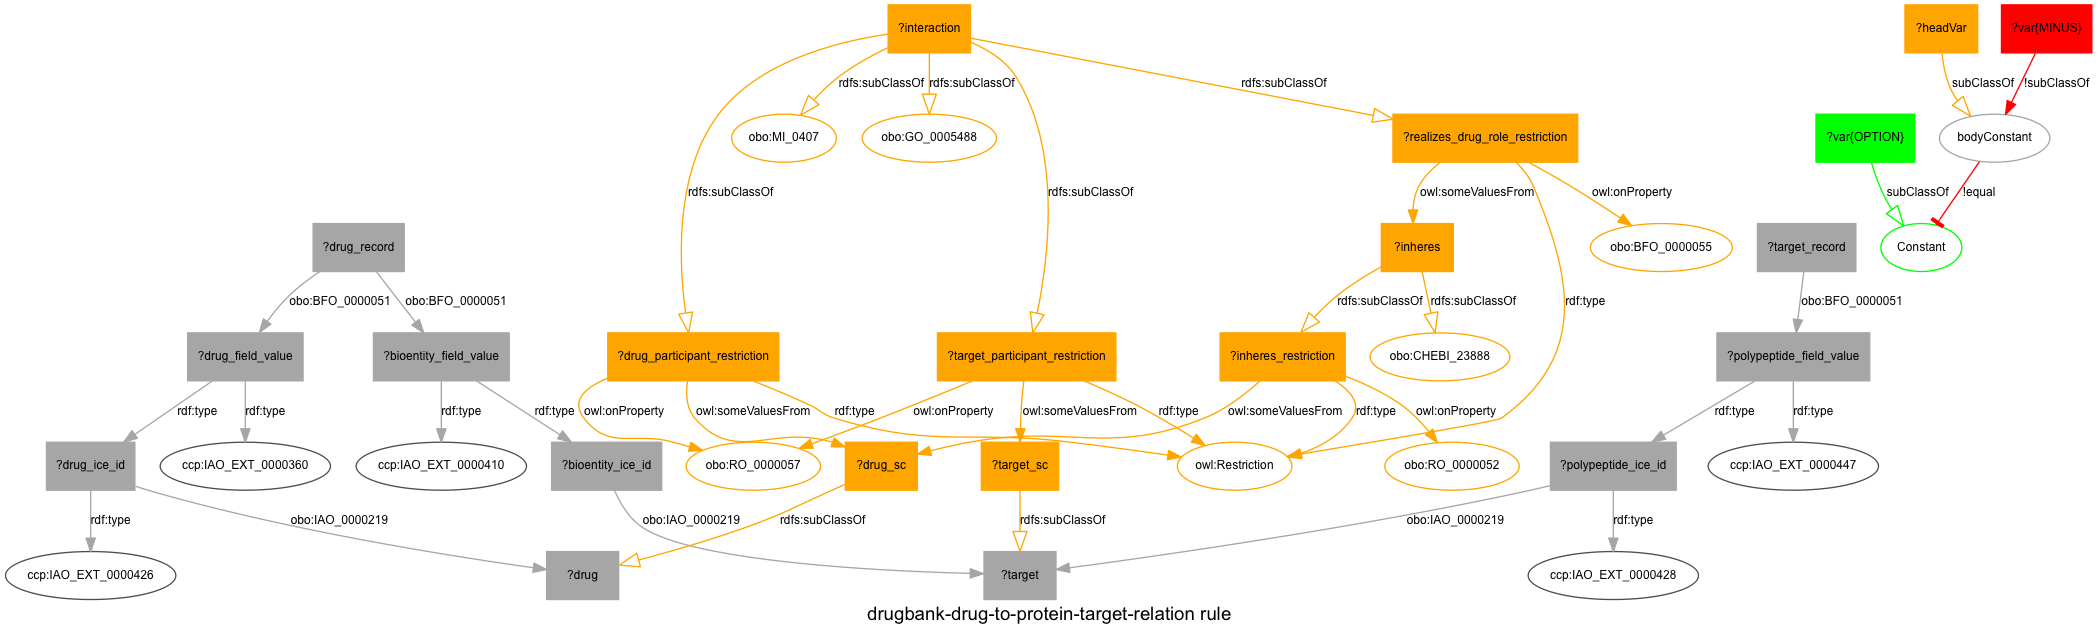 ?interaction
?headVar
?var{MINUS}
rdfs:subClassOf
rdfs:subClassOf
rdfs:subClassOf
subClassOf
!subClassOf
obo:MI_0407
obo:GO_0005488
?realizes_drug_role_restriction
?var{OPTION}
bodyConstant
rdfs:subClassOf
rdfs:subClassOf
owl:someValuesFrom
owl:onProperty
subClassOf
!equal
?drug_record
?inheres
obo:BFO_0000055
?target_record
Constant
obo:BFO_0000051
obo:BFO_0000051
rdfs:subClassOf
rdfs:subClassOf
rdf:type
obo:BFO_0000051
?drug_field_value
?bioentity_field_value
?drug_participant_restriction
?target_participant_restriction
?inheres_restriction
obo:CHEBI_23888
?polypeptide_field_value
rdf:type
rdf:type
rdf:type
rdf:type
owl:onProperty
owl:someValuesFrom
rdf:type
owl:onProperty
owl:someValuesFrom
rdf:type
owl:someValuesFrom
rdf:type
owl:onProperty
rdf:type
rdf:type
?drug_ice_id
ccp:IAO_EXT_0000360
ccp:IAO_EXT_0000410
?bioentity_ice_id
obo:RO_0000057
?drug_sc
?target_sc
owl:Restriction
obo:RO_0000052
?polypeptide_ice_id
ccp:IAO_EXT_0000447
rdf:type
obo:IAO_0000219
obo:IAO_0000219
rdfs:subClassOf
rdfs:subClassOf
obo:IAO_0000219
rdf:type
ccp:IAO_EXT_0000426
?drug
?target
ccp:IAO_EXT_0000428
drugbank-drug-to-protein-target-relation rule